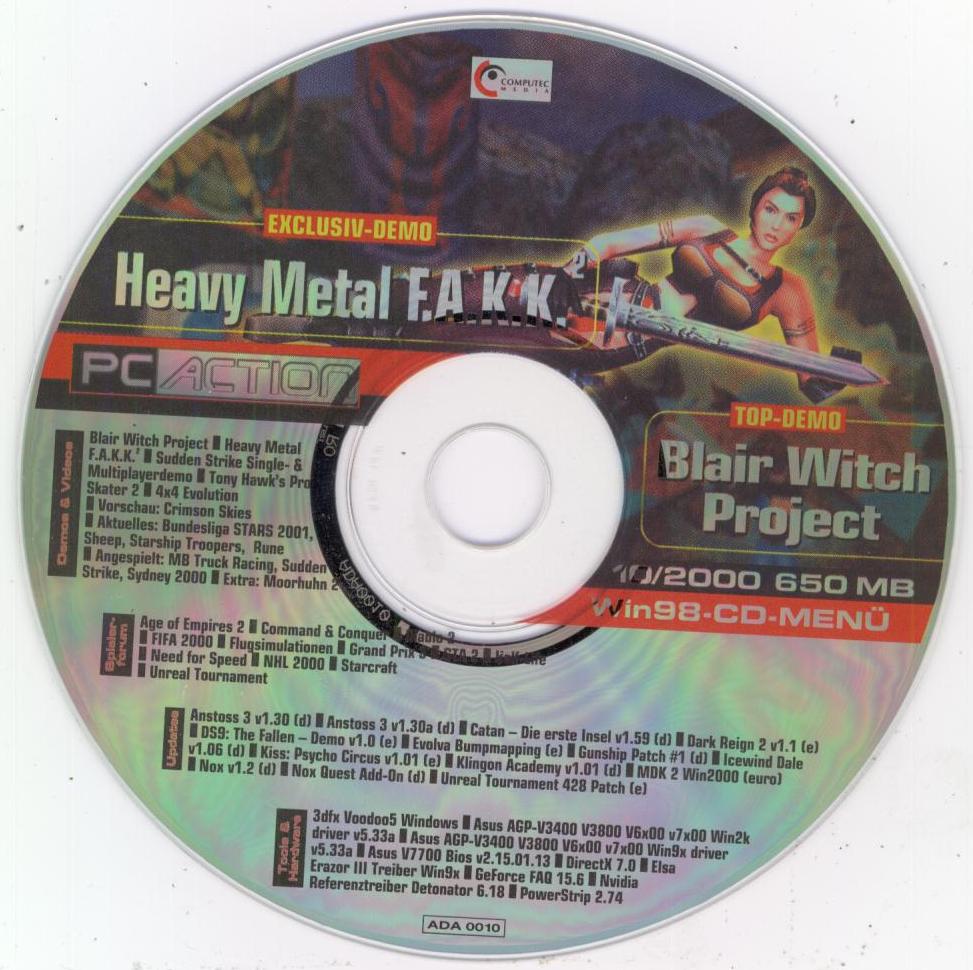 COMPUTEC
MEDIA
EXCLUSIV-DEMO
Heavy Metal F.A.K.K.²
PC ACTION
TOP-DEMO
Blair Witch
Project
10/2000 650 MB
Win98-CD-MENÜ
Demos & Videos
Blair Witch Project ▮ Heavy Metal
F.A.K.K.² ▮ Sudden Strike Single- &
Multiplayerdemo ▮ Tony Hawk's Pro
Skater 2 ▮ 4x4 Evolution
▮ Vorschau: Crimson Skies
▮ Aktuelles: Bundesliga STARS 2001,
Sheep, Starship Troopers, Rune
▮ Angespielt: MB Truck Racing, Sudden
Strike, Sydney 2000 ▮ Extra: Moorhuhn 2
Spieler-
forum
Age of Empires 2 ▮ Command & Conquer
▮ FIFA 2000 ▮ Flugsimulationen ▮ Grand Prix 3 ▮ GTA 2 ▮ Half-Life
▮ Need for Speed ▮ NHL 2000 ▮ Starcraft
▮ Unreal Tournament
Updates
Anstoss 3 v1.30 (d) ▮ Anstoss 3 v1.30a (d) ▮ Catan – Die erste Insel v1.59 (d) ▮ Dark Reign 2 v1.1 (e)
▮ DS9: The Fallen – Demo v1.0 (e) ▮ Evolva Bumpmapping (e) ▮ Gunship Patch #1 (d) ▮ Icewind Dale
v1.06 (d) ▮ Kiss: Psycho Circus v1.01 (e) ▮ Klingon Academy v1.01 (d) ▮ MDK 2 Win2000 (euro)
▮ Nox v1.2 (d) ▮ Nox Quest Add-On (d) ▮ Unreal Tournament 428 Patch (e)
Tools &
Hardware
3dfx Voodoo5 Windows ▮ Asus AGP-V3400 V3800 V6x00 v7x00 Win2k
driver v5.33a ▮ Asus AGP-V3400 V3800 V6x00 v7x00 Win9x driver
v5.33a ▮ Asus V7700 Bios v2.15.01.13 ▮ DirectX 7.0 ▮ Elsa
Erazor III Treiber Win9x ▮ GeForce FAQ 15.6 ▮ Nvidia
Referenztreiber Detonator 6.18 ▮ PowerStrip 2.74
ADA 0010